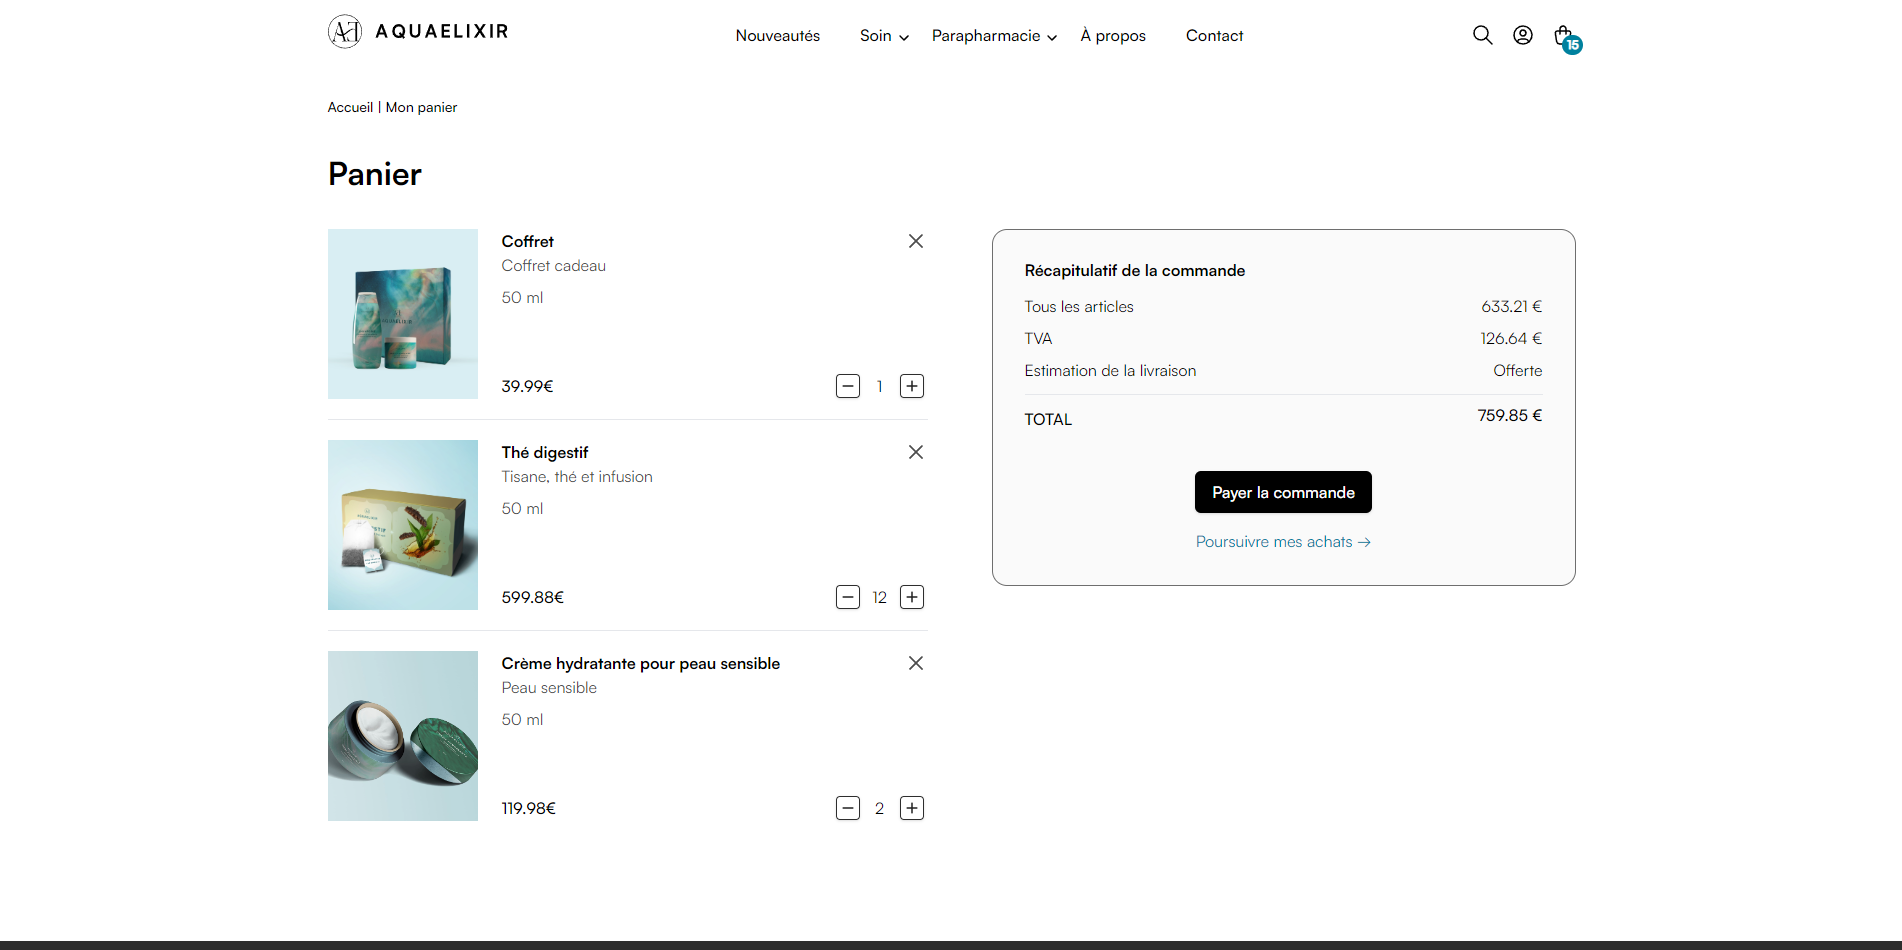 AQUAELIXIR
Nouveautés
Soin
Parapharmacie
À propos
Contact
15
Accueil | Mon panier
Panier
Coffret
Coffret cadeau
50 ml
39.99€
1
Thé digestif
Tisane, thé et infusion
50 ml
599.88€
12
Crème hydratante pour peau sensible
Peau sensible
50 ml
119.98€
2
Récapitulatif de la commande
Tous les articles 633.21 €
TVA 126.64 €
Estimation de la livraison Offerte
TOTAL 759.85 €
Payer la commande
Poursuivre mes achats →